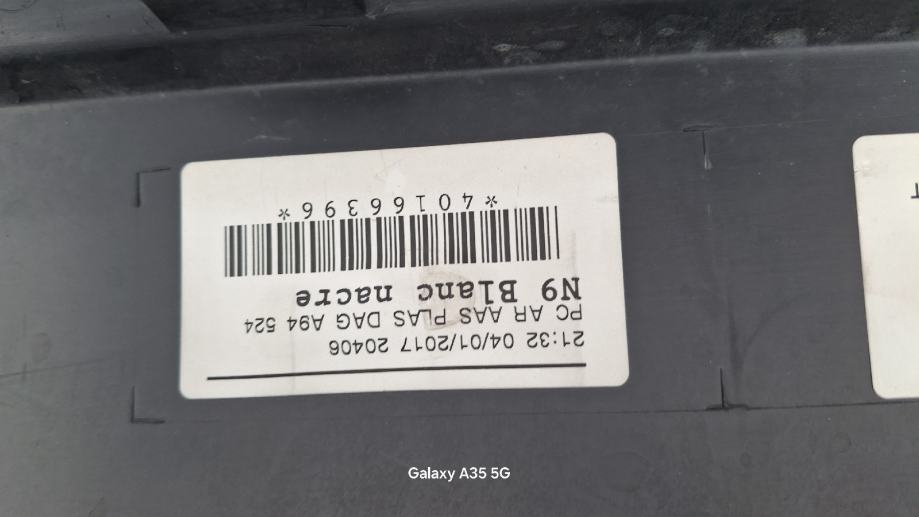 21:32 04/01/2017 20406
PC AR AAS PLAS DAG A94 524
N9 Blanc nacre
*40166396*
Galaxy A35 5G